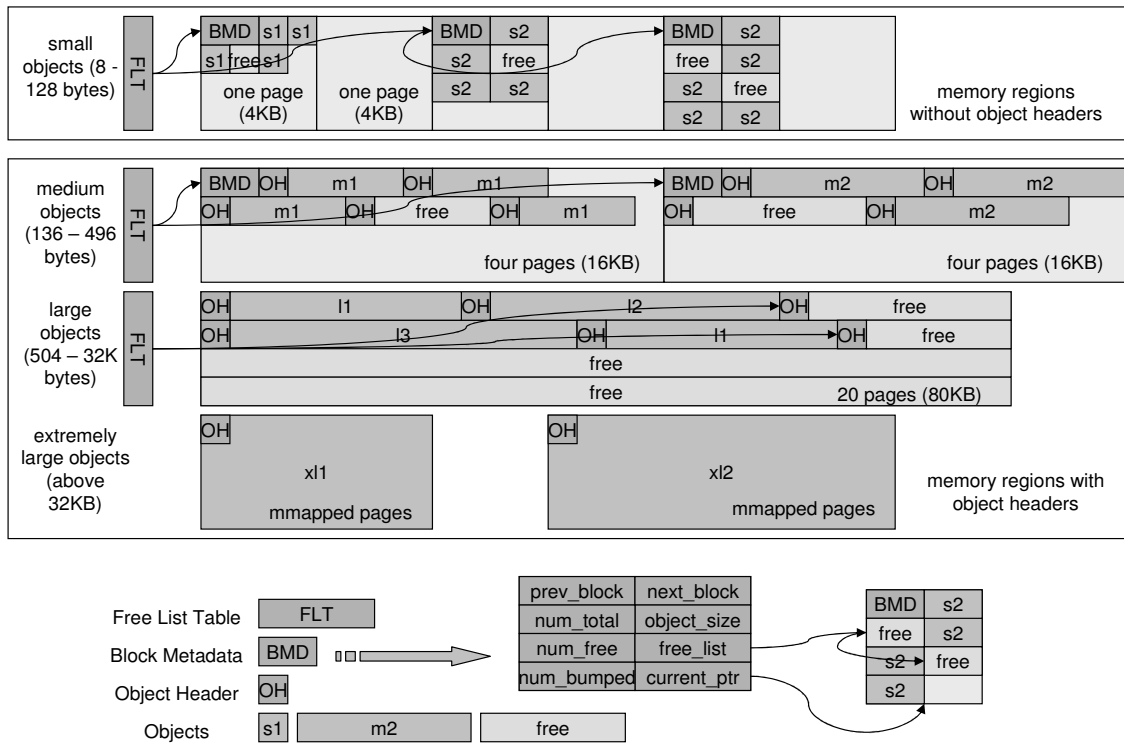 small
objects (8 -
128 bytes)
FLT
BMD s1 s1
s1 free s1
one page
(4KB)
one page
(4KB)
BMD s2
s2 free
s2 s2
BMD s2
free s2
s2 free
s2 s2
memory regions
without object headers
medium
objects
(136 – 496
bytes)
FLT
BMD OH m1 OH m1
OH m1 OH free OH m1
four pages (16KB)
BMD OH m2 OH m2
OH free OH m2
four pages (16KB)
large
objects
(504 – 32K
bytes)
FLT
OH l1 OH l2 OH free
OH l3 OH l1 OH free
free
free
20 pages (80KB)
extremely
large objects
(above
32KB)
OH
xl1
mmapped pages
OH
xl2
mmapped pages
memory regions with
object headers
Free List Table FLT
Block Metadata BMD
Object Header OH
Objects s1 m2 free
prev_block next_block
num_total object_size
num_free free_list
num_bumped current_ptr
BMD s2
free s2
s2 free
s2